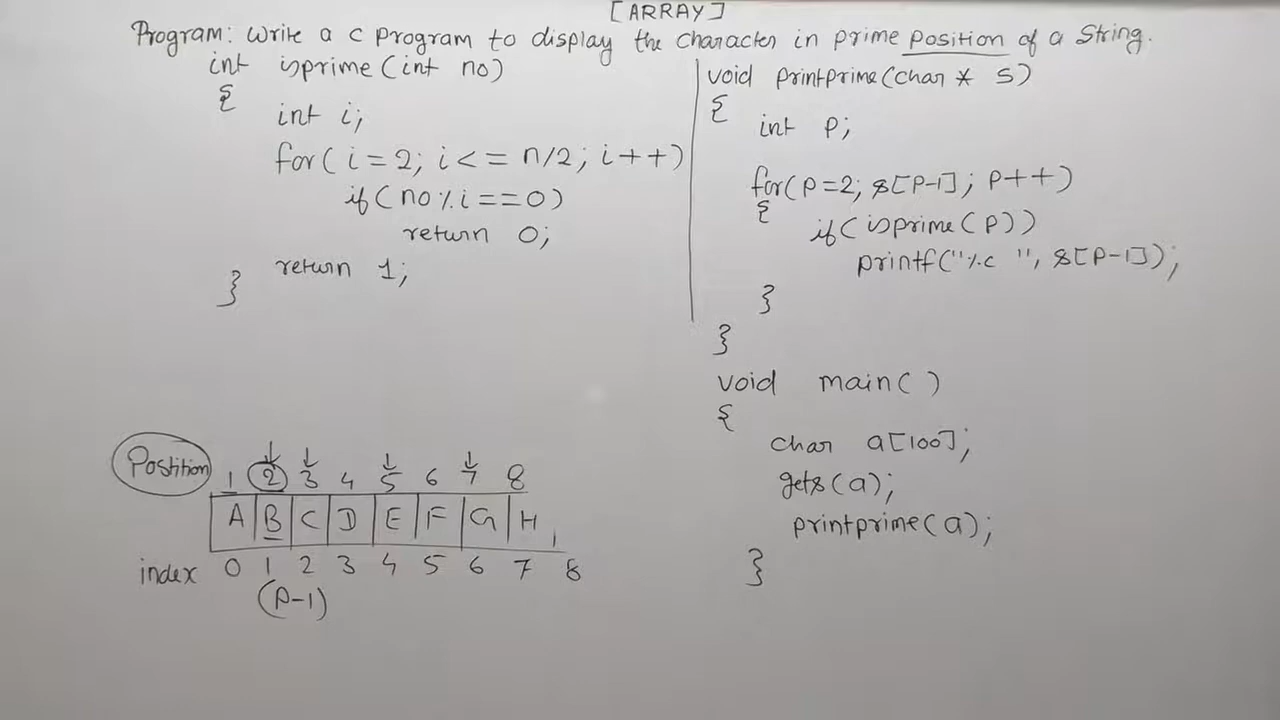 [ARRAY]
Program: Write a c program to display the character in prime position of a String.
int isprime(int no)
{
int i;
for(i=2; i<= n/2; i++)
if(no%i==0)
return 0;
return 1;
}
void printprime(char * s)
{
int p;
for(p=2; s[p-1]; p++)
{
if(isprime(p))
printf("%c ", s[p-1]);
}
}
void main()
{
char a[100];
gets(a);
printprime(a);
}
Postition 1 2 3 4 5 6 7 8
A B C D E F G H
index 0 1 2 3 4 5 6 7 8
(p-1)